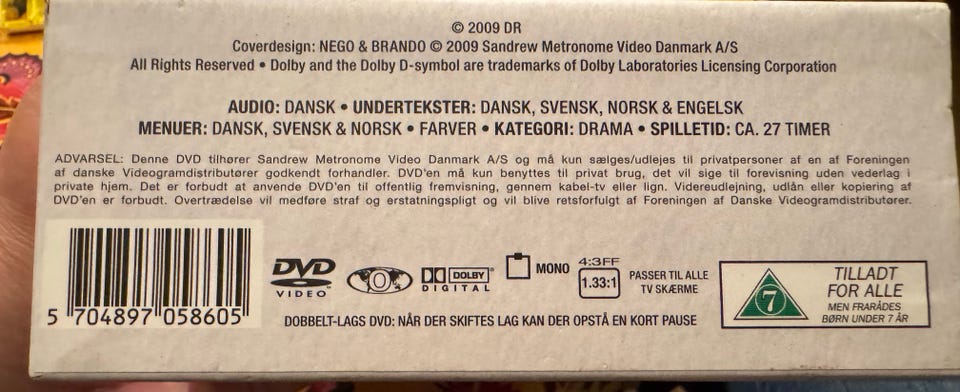 © 2009 DR
Coverdesign: NEGO & BRANDO © 2009 Sandrew Metronome Video Danmark A/S
All Rights Reserved • Dolby and the Dolby D-symbol are trademarks of Dolby Laboratories Licensing Corporation
AUDIO: DANSK • UNDERTEKSTER: DANSK, SVENSK, NORSK & ENGELSK
MENUER: DANSK, SVENSK & NORSK • FARVER • KATEGORI: DRAMA • SPILLETID: CA. 27 TIMER
ADVARSEL: Denne DVD tilhører Sandrew Metronome Video Danmark A/S og må kun sælges/udlejes til privatpersoner af en af Foreningen
af danske Videogramdistributører godkendt forhandler. DVD'en må kun benyttes til privat brug, det vil sige til forevisning uden vederlag i
private hjem. Det er forbudt at anvende DVD'en til offentlig fremvisning, gennem kabel-tv eller lign. Videreudlejning, udlån eller kopiering af
DVD'en er forbudt. Overtrædelse vil medføre straf og erstatningspligt og vil blive retsforfulgt af Foreningen af Danske Videogramdistributører.
5 704897 058605
DVD
VIDEO
0
DOLBY
DIGITAL
MONO
4:3FF
1.33:1
PASSER TIL ALLE
TV SKÆRME
DOBBELT-LAGS DVD: NÅR DER SKIFTES LAG KAN DER OPSTÅ EN KORT PAUSE
7
TILLADT
FOR ALLE
MEN FRARÅDES
BØRN UNDER 7 ÅR